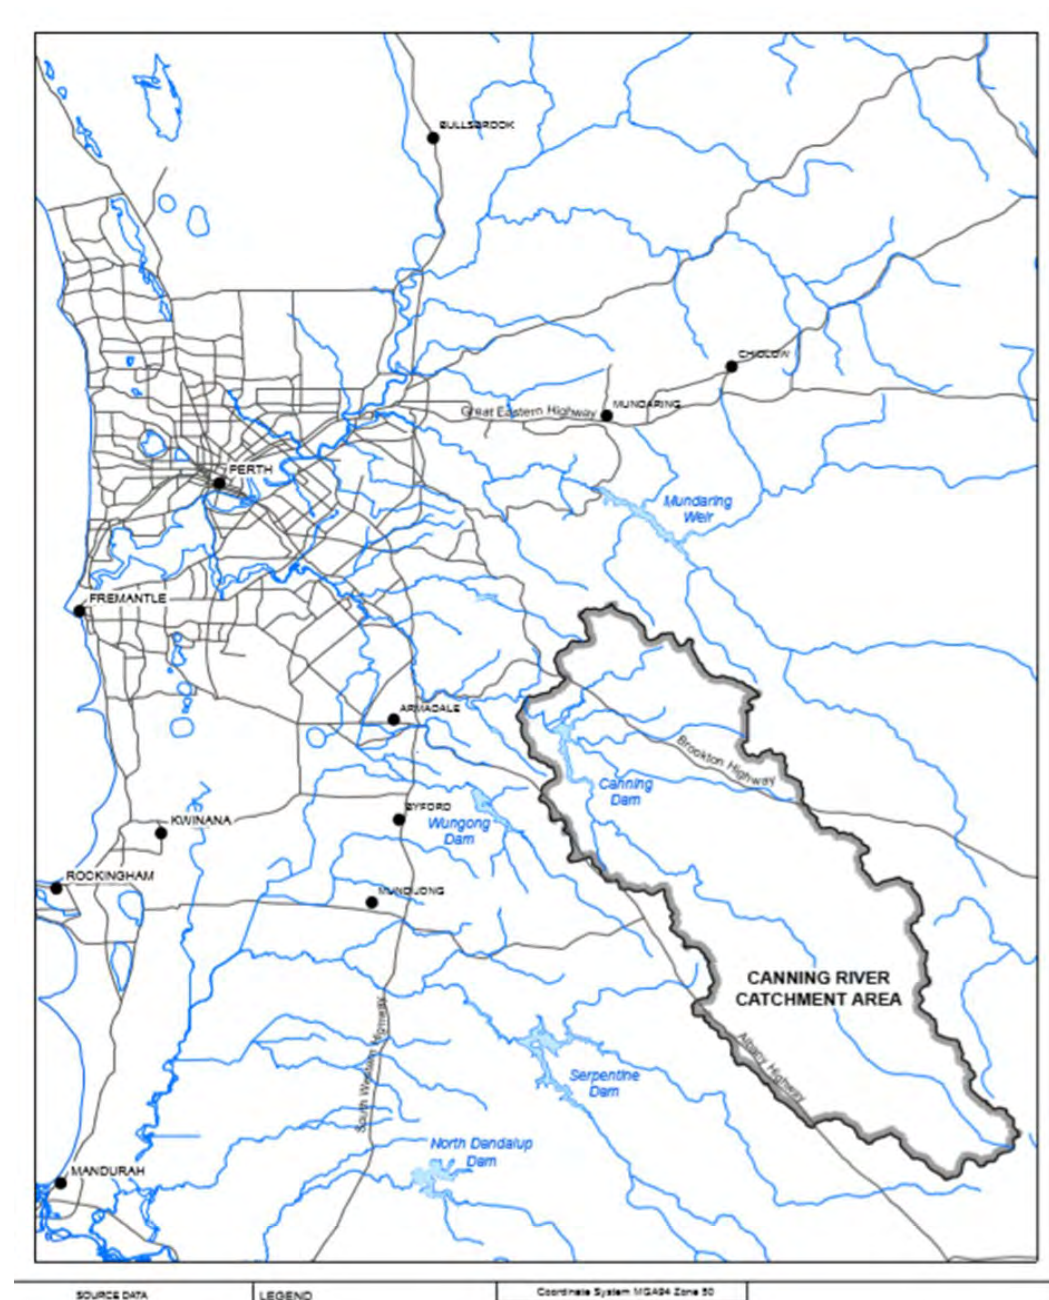 BULLSBROOK
CHIDLOW
MUNDARING
Great Eastern Highway
PERTH
Mundaring
Weir
FREMANTLE
ARMADALE
Brookton Highway
Canning
Dam
BYFORD
Wungong
Dam
KWINANA
ROCKINGHAM
MUNDIJONG
CANNING RIVER
CATCHMENT AREA
South Western Highway
Albany Highway
Serpentine
Dam
North Dandalup
Dam
MANDURAH
SOURCE DATA
LEGEND
Coordinate System MGA94 Zone 50